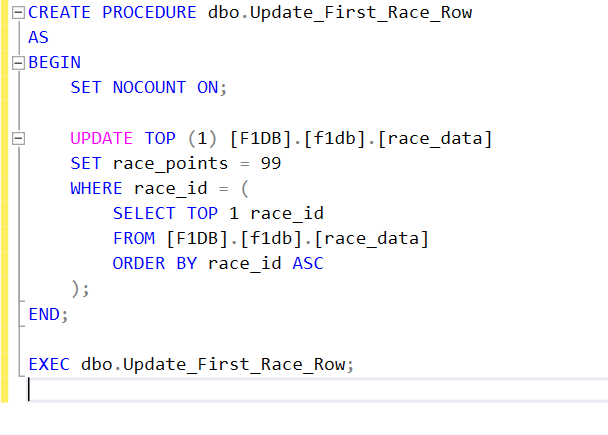 CREATE PROCEDURE dbo.Update_First_Race_Row
AS
BEGIN
    SET NOCOUNT ON;

    UPDATE TOP (1) [F1DB].[f1db].[race_data]
    SET race_points = 99
    WHERE race_id = (
        SELECT TOP 1 race_id
        FROM [F1DB].[f1db].[race_data]
        ORDER BY race_id ASC
    );
END;

EXEC dbo.Update_First_Race_Row;